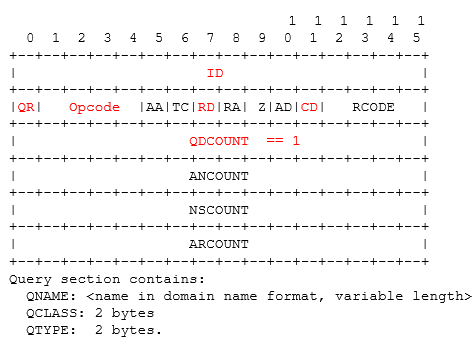 1  1  1  1  1  1
  0  1  2  3  4  5  6  7  8  9  0  1  2  3  4  5
+--+--+--+--+--+--+--+--+--+--+--+--+--+--+--+--+
|                      ID                       |
+--+--+--+--+--+--+--+--+--+--+--+--+--+--+--+--+
|QR|   Opcode  |AA|TC|RD|RA| Z|AD|CD|   RCODE   |
+--+--+--+--+--+--+--+--+--+--+--+--+--+--+--+--+
|                    QDCOUNT  == 1              |
+--+--+--+--+--+--+--+--+--+--+--+--+--+--+--+--+
|                    ANCOUNT                    |
+--+--+--+--+--+--+--+--+--+--+--+--+--+--+--+--+
|                    NSCOUNT                    |
+--+--+--+--+--+--+--+--+--+--+--+--+--+--+--+--+
|                    ARCOUNT                    |
+--+--+--+--+--+--+--+--+--+--+--+--+--+--+--+--+
Query section contains:
  QNAME: <name in domain name format, variable length>
  QCLASS: 2 bytes
  QTYPE:  2 bytes.